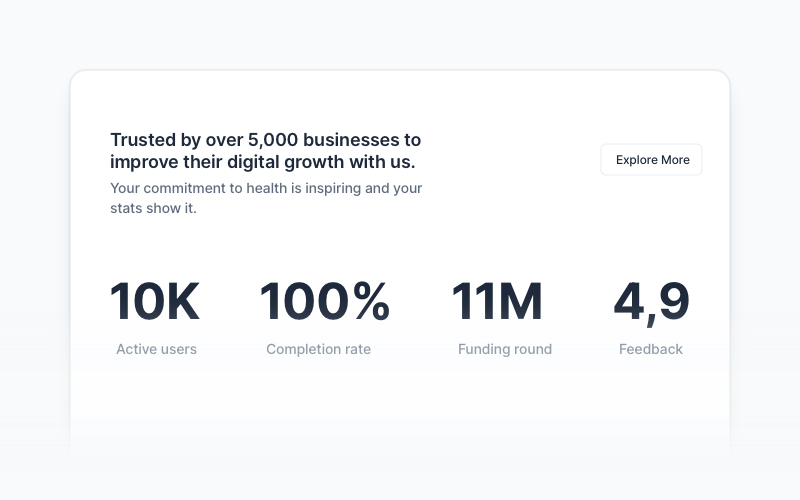 Trusted by over 5,000 businesses to
improve their digital growth with us.
Your commitment to health is inspiring and your
stats show it.
Explore More
10K
Active users
100%
Completion rate
11M
Funding round
4,9
Feedback